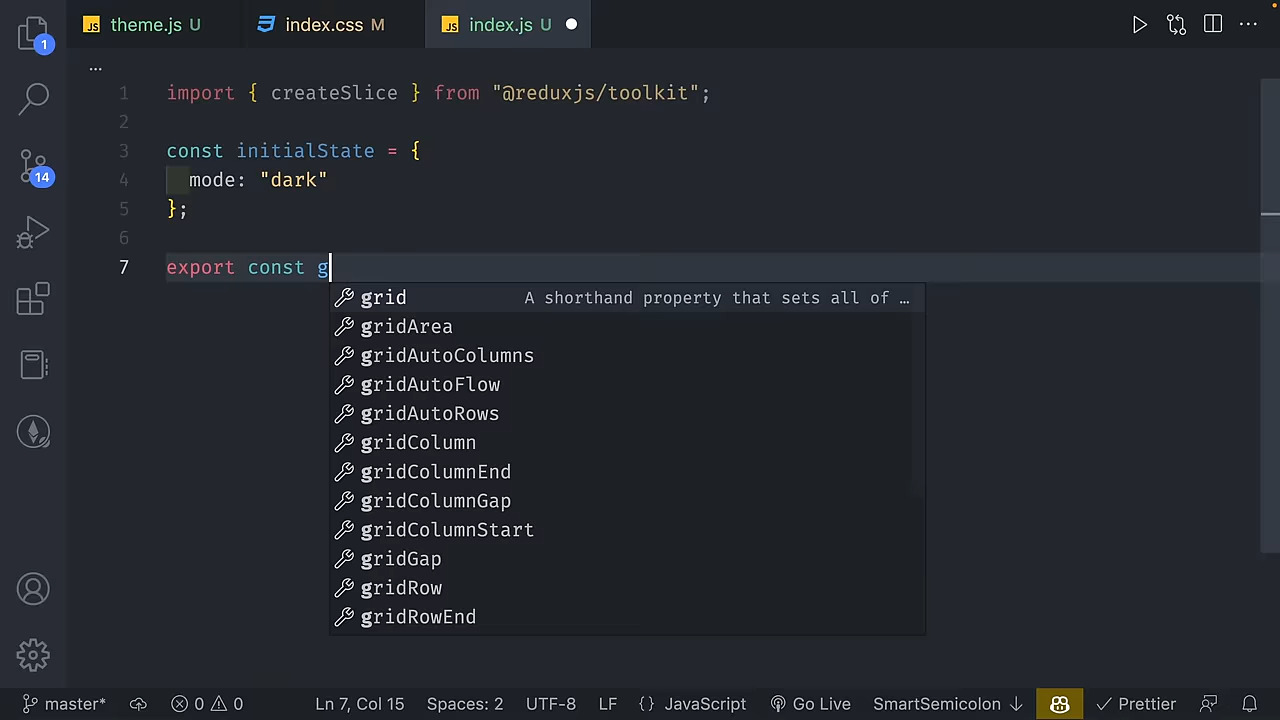 1
JS theme.js U
index.css M
JS index.js U
...
1 import { createSlice } from "@reduxjs/toolkit";
2
3 const initialState = {
4 mode: "dark"
5 };
6
7 export const g
grid A shorthand property that sets all of …
gridArea
gridAutoColumns
gridAutoFlow
gridAutoRows
gridColumn
gridColumnEnd
gridColumnGap
gridColumnStart
gridGap
gridRow
gridRowEnd
14
master* 0 0 Ln 7, Col 15 Spaces: 2 UTF-8 LF {} JavaScript Go Live SmartSemicolon ↓ Prettier